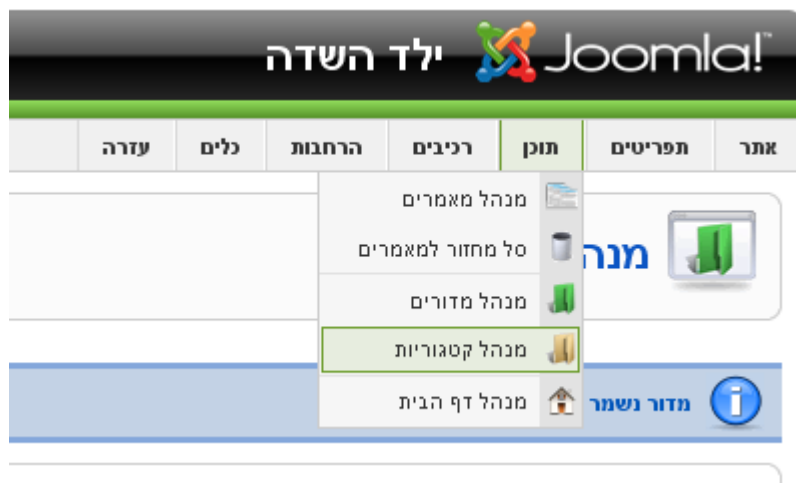 Joomla!™ ילד השדה
אתר תפריטים תוכן רכיבים הרחבות כלים עזרה
מנהל מאמרים
סל מחזור למאמרים
מנהל מדורים
מנהל קטגוריות
מנהל דף הבית
מנה
מדור נשמר